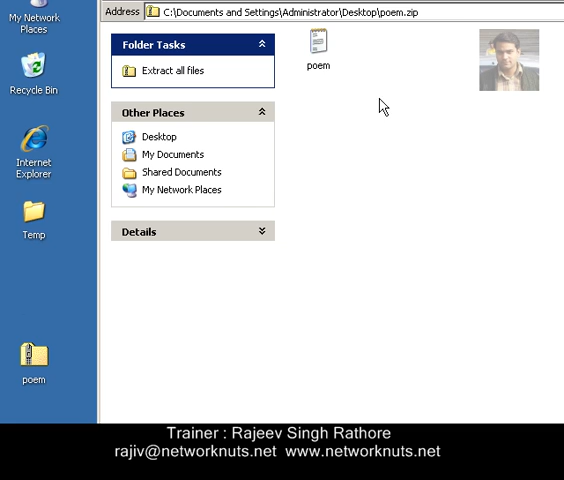 My Network
Places
Recycle Bin
Internet
Explorer
Temp
poem
Address C:\Documents and Settings\Administrator\Desktop\poem.zip
Folder Tasks
Extract all files
Other Places
Desktop
My Documents
Shared Documents
My Network Places
Details
poem
Trainer : Rajeev Singh Rathore
rajiv@networknuts.net www.networknuts.net